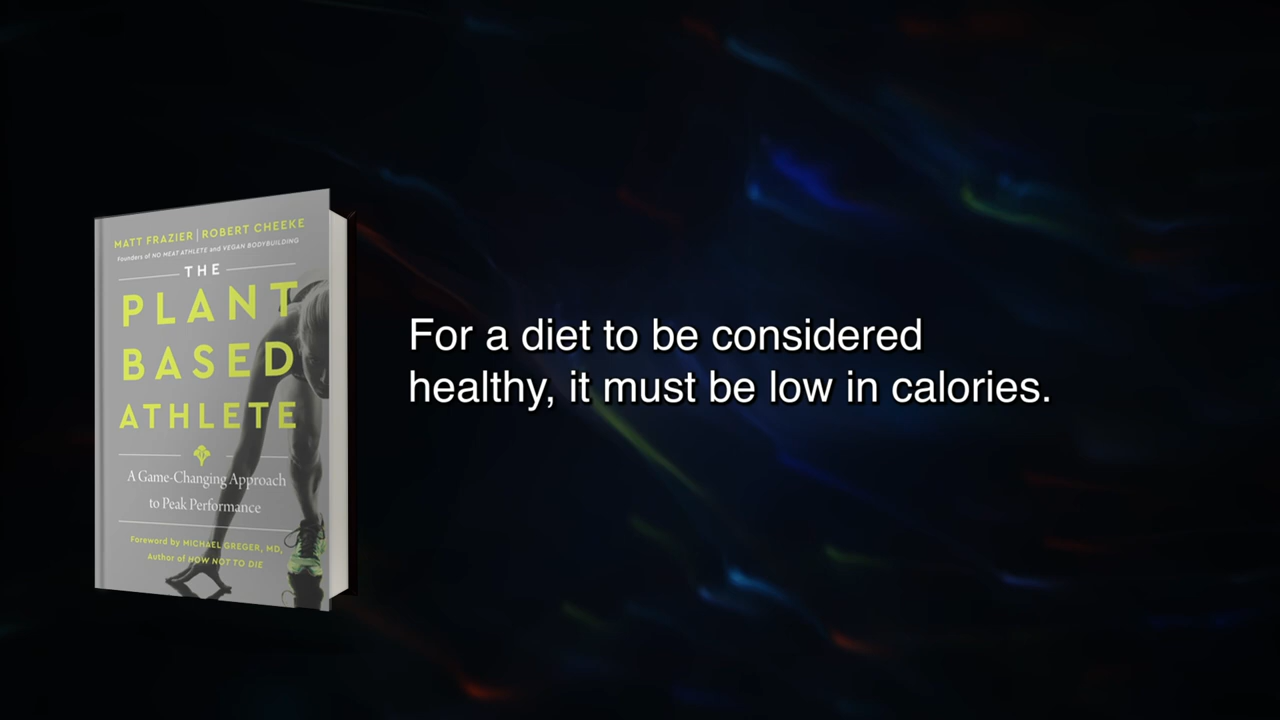 MATT FRAZIER | ROBERT CHEEKE
Founders of NO MEAT ATHLETE and VEGAN BODYBUILDING
THE
PLANT
BASED
ATHLETE
A Game-Changing Approach
to Peak Performance
Foreword by MICHAEL GREGER, MD,
Author of HOW NOT TO DIE
For a diet to be considered
healthy, it must be low in calories.